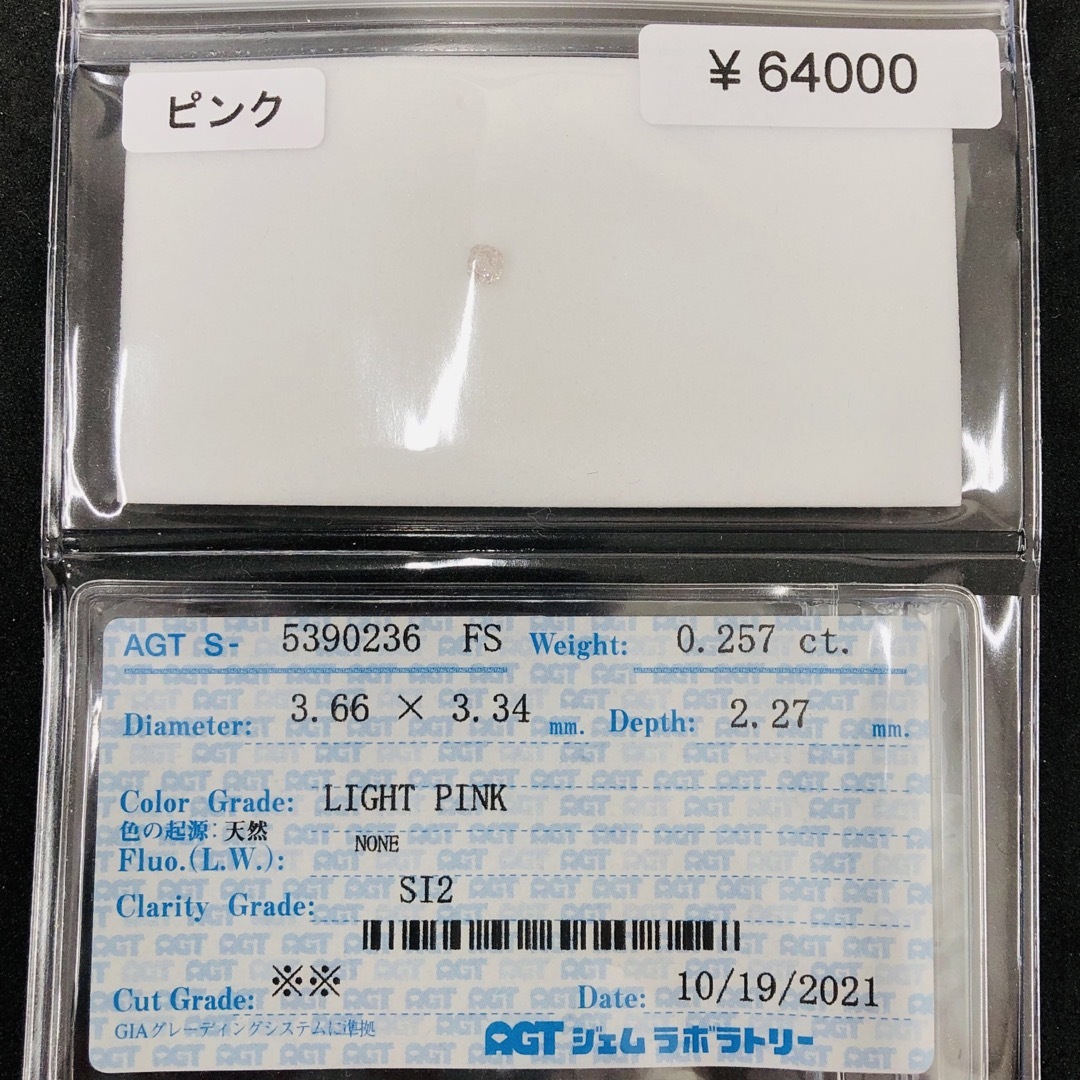 ピンク
¥ 64000
AGT S- 5390236 FS Weight: 0.257 ct.
Diameter: 3.66 × 3.34 mm. Depth: 2.27 mm.
Color Grade: LIGHT PINK
色の起源: 天然
Fluo.(L.W.): NONE
Clarity Grade: SI2
Cut Grade: ※※ Date: 10/19/2021
GIAグレーディングシステムに準拠
AGT ジェム ラボラトリー